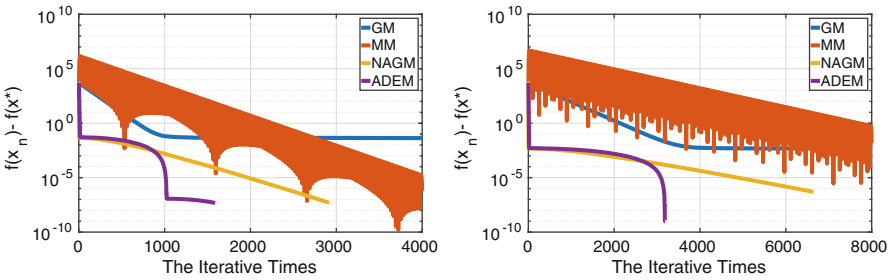 10^10
10^5
10^0
10^-5
10^-10
f(x_n)- f(x*)
0
1000
2000
3000
4000
The Iterative Times
GM
MM
NAGM
ADEM
10^10
10^5
10^0
10^-5
10^-10
f(x_n)- f(x*)
0
2000
4000
6000
8000
The Iterative Times
GM
MM
NAGM
ADEM